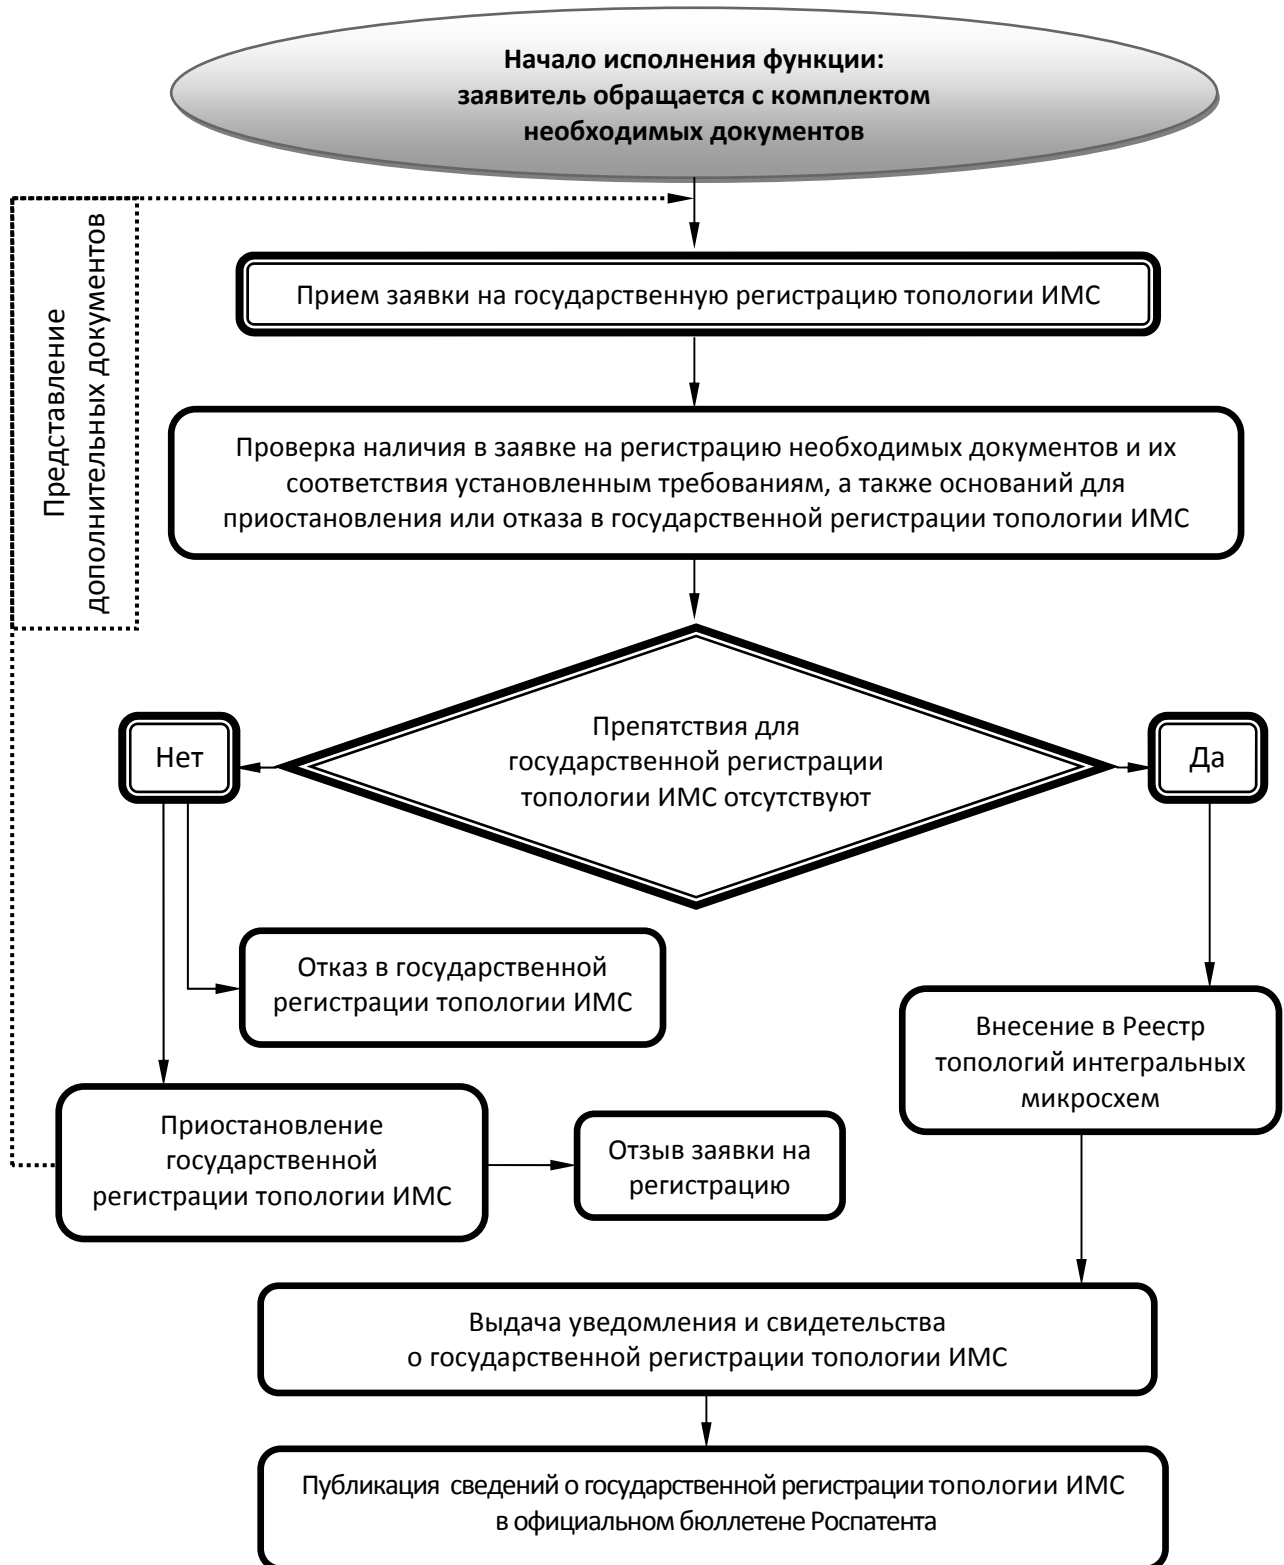 Начало исполнения функции:
заявитель обращается с комплектом
необходимых документов
Представление
дополнительных документов
Прием заявки на государственную регистрацию топологии ИМС
Проверка наличия в заявке на регистрацию необходимых документов и их
соответствия установленным требованиям, а также оснований для
приостановления или отказа в государственной регистрации топологии ИМС
Препятствия для
государственной регистрации
топологии ИМС отсутствуют
Нет
Да
Отказ в государственной
регистрации топологии ИМС
Внесение в Реестр
топологий интегральных
микросхем
Приостановление
государственной
регистрации топологии ИМС
Отзыв заявки на
регистрацию
Выдача уведомления и свидетельства
о государственной регистрации топологии ИМС
Публикация сведений о государственной регистрации топологии ИМС
в официальном бюллетене Роспатента